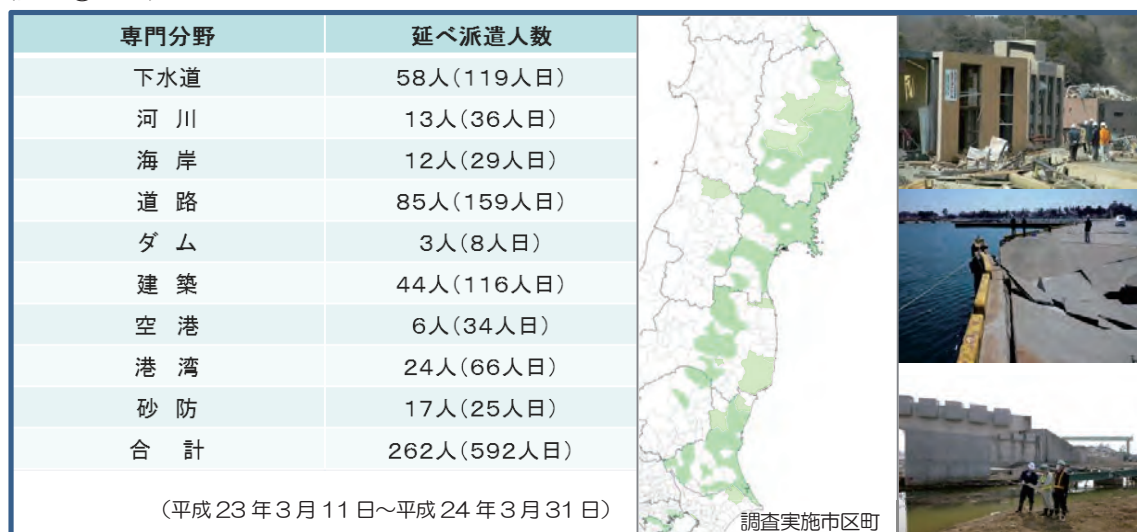 専門分野 延べ派遣人数
下水道 58人(119人日)
河 川 13人(36人日)
海 岸 12人(29人日)
道 路 85人(159人日)
ダ ム 3人(8人日)
建 築 44人(116人日)
空 港 6人(34人日)
港 湾 24人(66人日)
砂 防 17人(25人日)
合 計 262人(592人日)
(平成23年3月11日～平成24年3月31日)
調査実施市区町